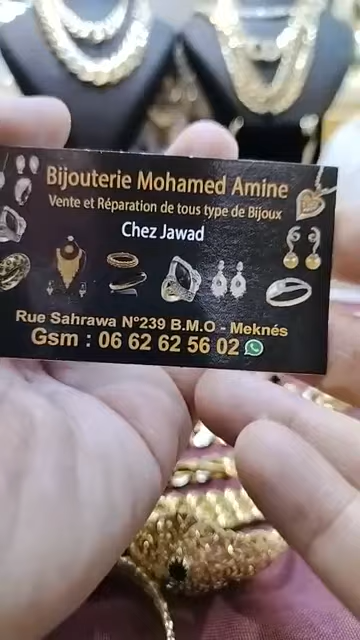 Bijouterie Mohamed Amine
Vente et Réparation de tous type de Bijoux
Chez Jawad
Rue Sahrawa N°239 B.M.O - Meknés
Gsm : 06 62 62 56 02